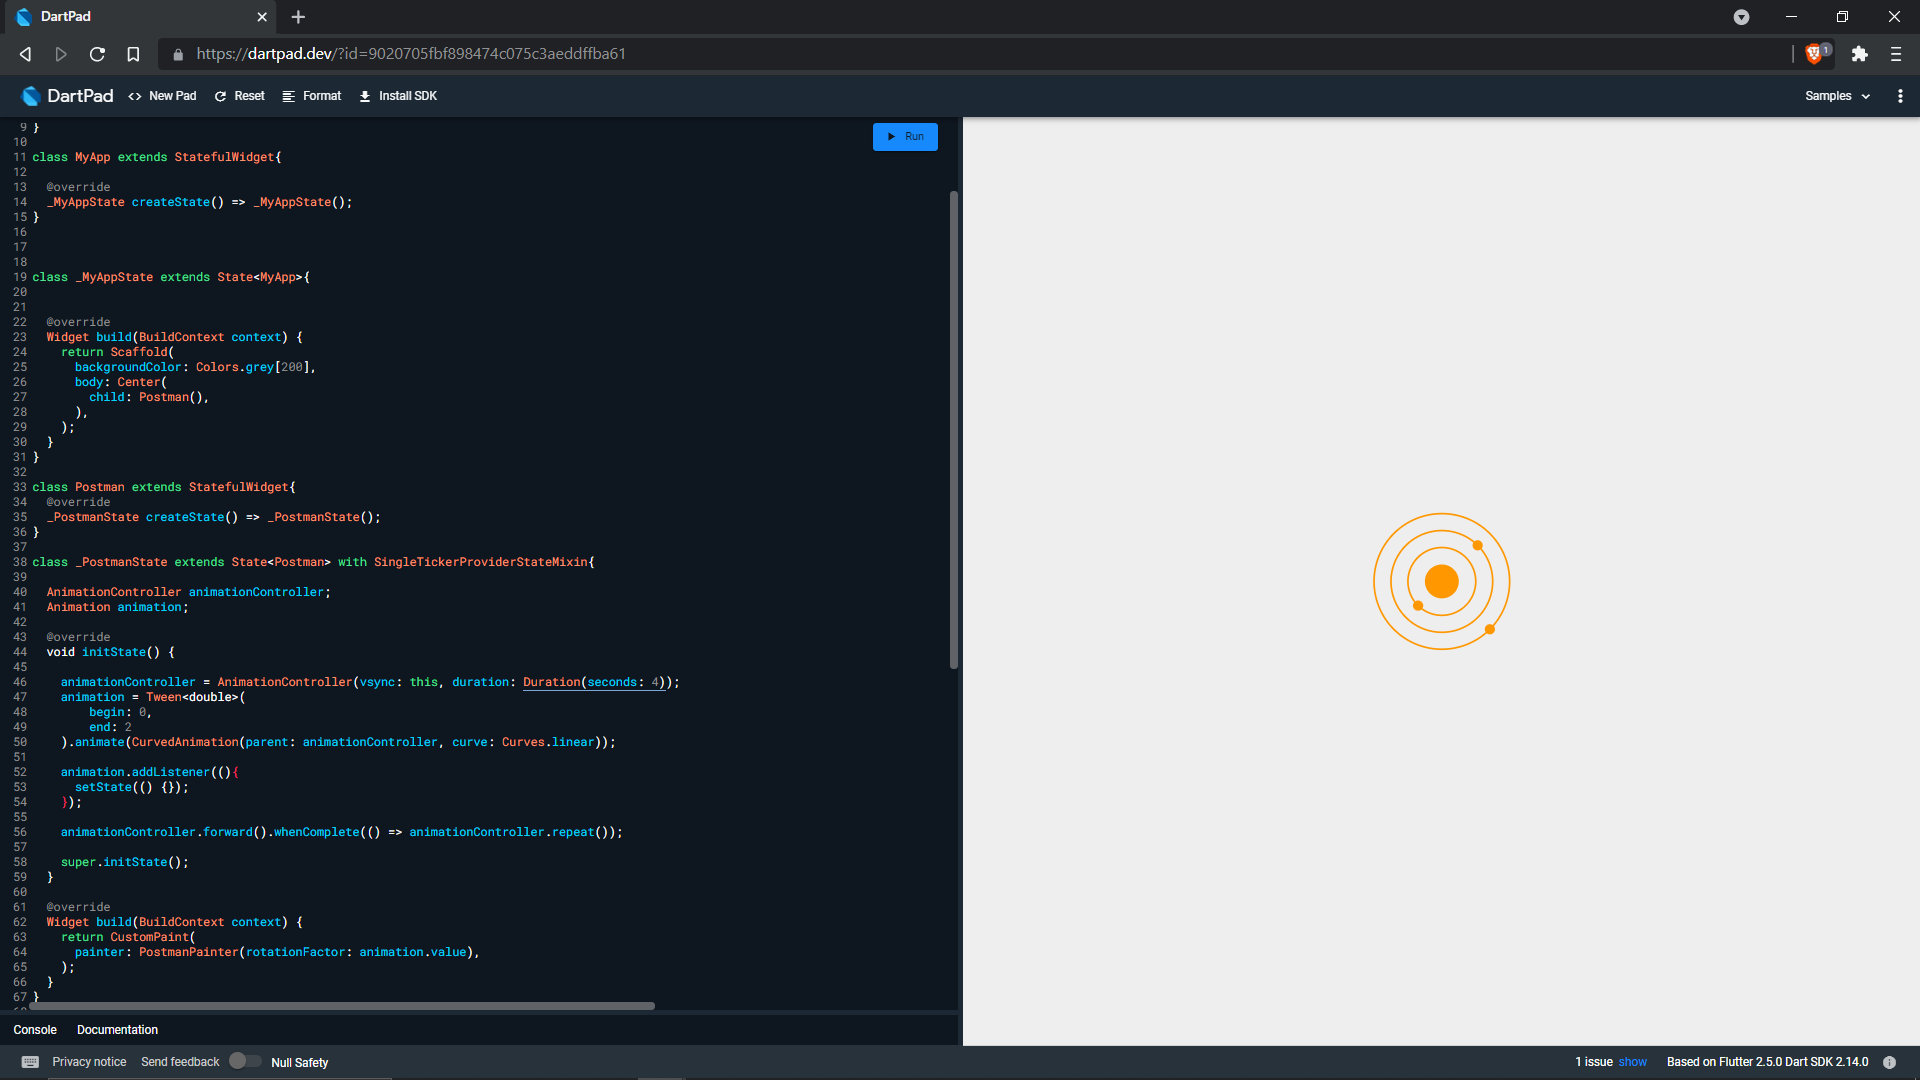 DartPad
https://dartpad.dev/?id=9020705fbf898474c075c3aeddffba61
1
DartPad
New Pad
Reset
Format
Install SDK
Samples
Run
9 }
10
11 class MyApp extends StatefulWidget{
12
13 @override
14 _MyAppState createState() => _MyAppState();
15 }
16
17
18
19 class _MyAppState extends State<MyApp>{
20
21
22 @override
23 Widget build(BuildContext context) {
24 return Scaffold(
25 backgroundColor: Colors.grey[200],
26 body: Center(
27 child: Postman(),
28 ),
29 );
30 }
31 }
32
33 class Postman extends StatefulWidget{
34 @override
35 _PostmanState createState() => _PostmanState();
36 }
37
38 class _PostmanState extends State<Postman> with SingleTickerProviderStateMixin{
39
40 AnimationController animationController;
41 Animation animation;
42
43 @override
44 void initState() {
45
46 animationController = AnimationController(vsync: this, duration: Duration(seconds: 4));
47 animation = Tween<double>(
48 begin: 0,
49 end: 2
50 ).animate(CurvedAnimation(parent: animationController, curve: Curves.linear));
51
52 animation.addListener((){
53 setState(() {});
54 });
55
56 animationController.forward().whenComplete(() => animationController.repeat());
57
58 super.initState();
59 }
60
61 @override
62 Widget build(BuildContext context) {
63 return CustomPaint(
64 painter: PostmanPainter(rotationFactor: animation.value),
65 );
66 }
67 }
Console
Documentation
Privacy notice
Send feedback
Null Safety
1 issue show
Based on Flutter 2.5.0 Dart SDK 2.14.0